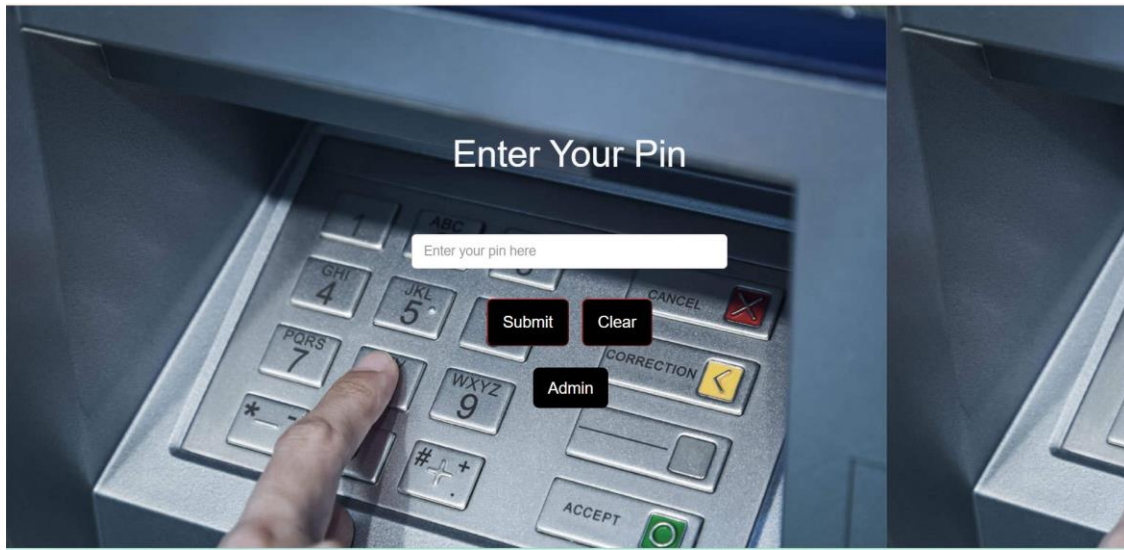 Enter Your Pin
1
ABC
Enter your pin here
GHI
4
JKL
5
CANCEL
Submit
Clear
PQRS
7
CORRECTION
WXYZ
9
Admin
*
# +
ACCEPT